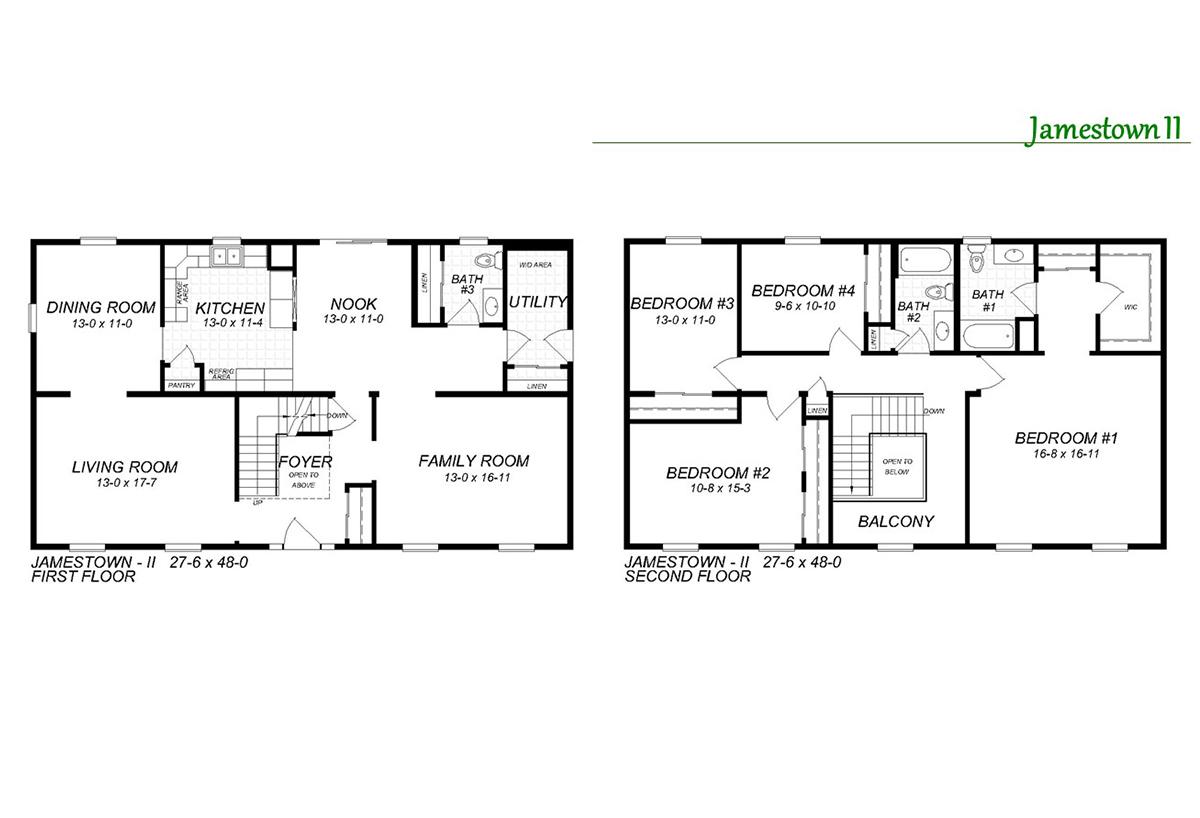 Jamestown II
DINING ROOM
13-0 x 11-0
RANGE
AREA
KITCHEN
13-0 x 11-4
REFRIG
AREA
PANTRY
NOOK
13-0 x 11-0
LINEN
BATH
#3
W/D AREA
UTILITY
LINEN
LIVING ROOM
13-0 x 17-7
DOWN
FOYER
OPEN TO
ABOVE
UP
FAMILY ROOM
13-0 x 16-11
JAMESTOWN - II 27-6 x 48-0
FIRST FLOOR
BEDROOM #3
13-0 x 11-0
BEDROOM #4
9-6 x 10-10
LINEN
BATH
#2
BATH
#1
W/C
LINEN
DOWN
BEDROOM #2
10-8 x 15-3
OPEN TO
BELOW
BALCONY
BEDROOM #1
16-8 x 16-11
JAMESTOWN - II 27-6 x 48-0
SECOND FLOOR